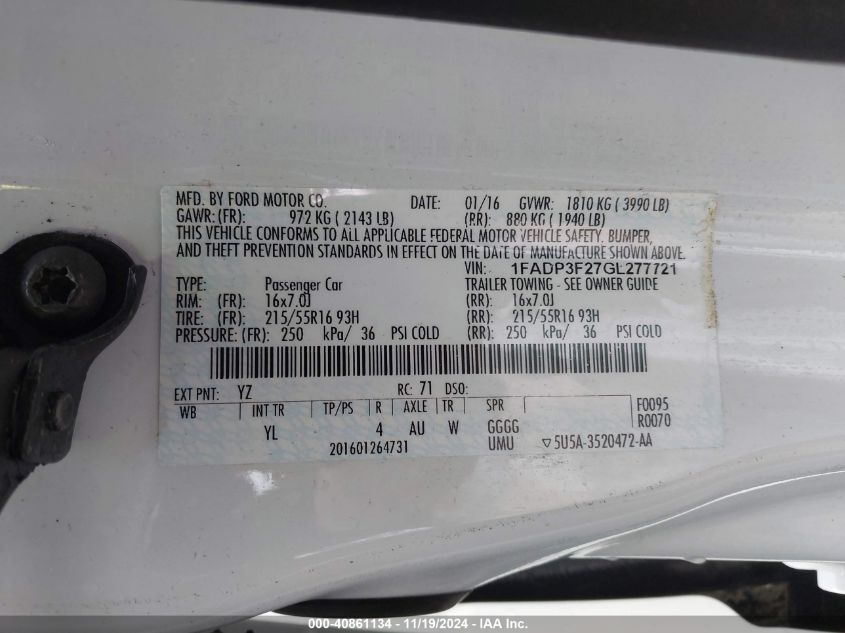 MFD. BY FORD MOTOR CO. DATE: 01/16 GVWR: 1810 KG ( 3990 LB)
GAWR: (FR): 972 KG ( 2143 LB) (RR): 880 KG ( 1940 LB)
THIS VEHICLE CONFORMS TO ALL APPLICABLE FEDERAL MOTOR VEHICLE SAFETY, BUMPER,
AND THEFT PREVENTION STANDARDS IN EFFECT ON THE DATE OF MANUFACTURE SHOWN ABOVE.
VIN: 1FADP3F27GL277721
TYPE: Passenger Car TRAILER TOWING - SEE OWNER GUIDE
RIM: (FR): 16x7.0J (RR): 16x7.0J
TIRE: (FR): 215/55R16 93H (RR): 215/55R16 93H
PRESSURE: (FR): 250 kPa/ 36 PSI COLD (RR): 250 kPa/ 36 PSI COLD
EXT PNT: YZ RC: 71 DSO:
WB INT TR TP/PS R AXLE TR SPR F0095
YL 4 AU W GGGG R0070
201601264731 UMU ▽5U5A-3520472-AA
000-40861134 - 11/19/2024 - IAA Inc.